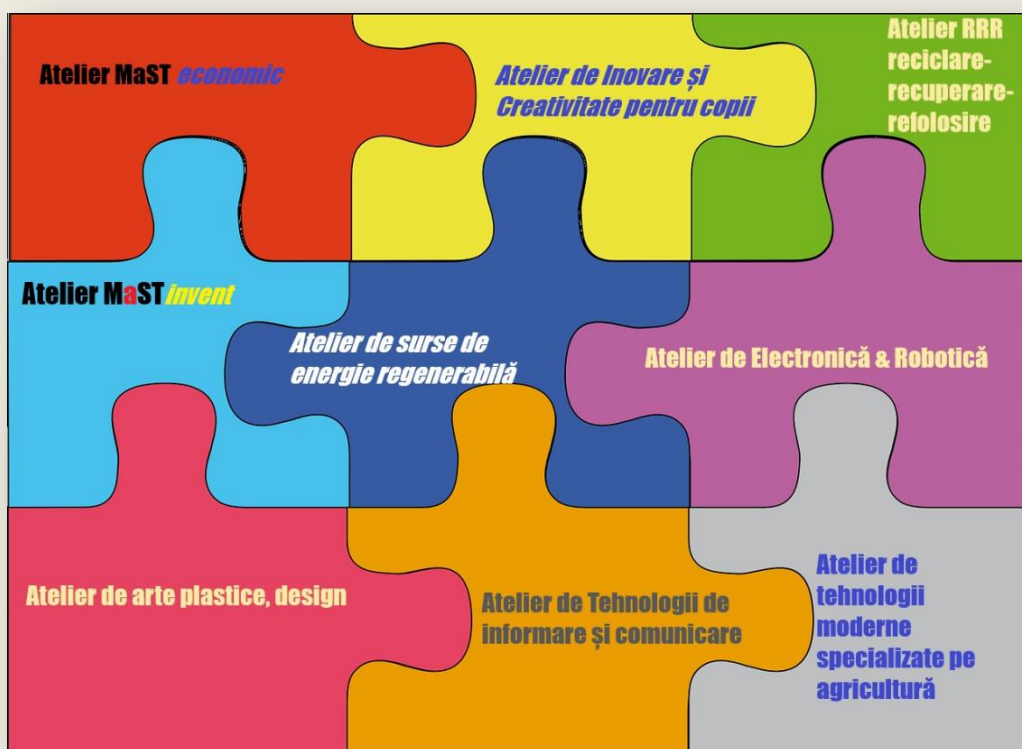 Atelier MaST economic
Atelier de Inovare și
Creativitate pentru copii
Atelier RRR
reciclare-
recuperare-
refolosire
Atelier MaST invent
Atelier de surse de
energie regenerabilă
Atelier de Electronică & Robotică
Atelier de arte plastice, design
Atelier de Tehnologii de
informare și comunicare
Atelier de
tehnologii
moderne
specializate pe
agricultură